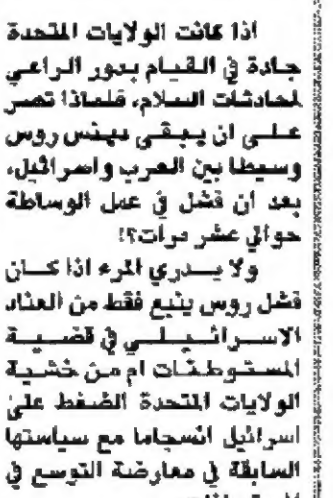 اذا كانت الولايات المتحدة
جادة في القيام بدور الراعي
لمحادثات السلام، فلماذا تصر
على ان يبقى دينس روس
وسيطا بين العرب واسرائيل،
بعد ان فشل في عمل الوساطة
حوالي عشر مرات؟!
ولا يدري المرء اذا كان
فشل روس ينبع فقط من العناد
الاسرائيلي في قضية
المستوطنات ام من خشية
الولايات المتحدة الضغط على
اسرائيل انسجاما مع سياستها
السابقة في معارضة التوسع في